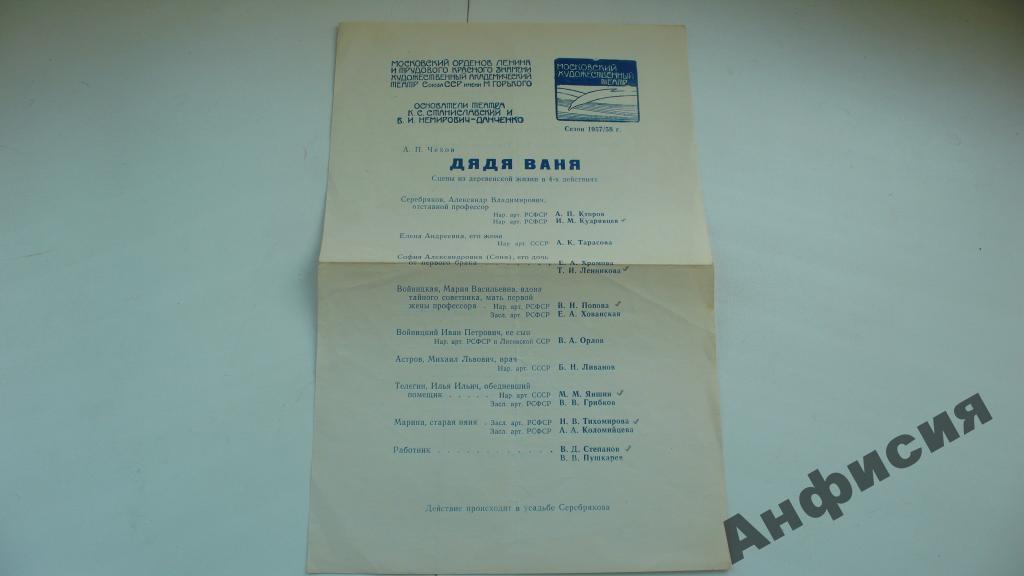 МОСКОВСКИЙ ОРДЕНОВ ЛЕНИНА
И ТРУДОВОГО КРАСНОГО ЗНАМЕНИ
ХУДОЖЕСТВЕННЫЙ АКАДЕМИЧЕСКИЙ
ТЕАТР СОЮЗА ССР ИМЕНИ М ГОРЬКОГО
ОСНОВАТЕЛИ ТЕАТРА
К. С. СТАНИСЛАВСКИЙ И
В. И. НЕМИРОВИЧ-ДАНЧЕНКО
МОСКОВСКИЙ
ХУДОЖЕСТВЕННЫЙ
ТЕАТР
Сезон 1957/58 г.
А. П. Чехов
ДЯДЯ ВАНЯ
Сцены из деревенской жизни в 4-х действиях
Серебряков, Александр Владимирович,
отставной профессор
Нар. арт. РСФСР А. П. Кторов
Нар. арт. РСФСР И. М. Кудрявцев
Елена Андреевна, его жена
Нар. арт. СССР А. К. Тарасова
София Александровна (Соня), его дочь
от первого брака . . . . . . . Е. А. Хромова
Т. И. Ленникова
Войницкая, Мария Васильевна, вдова
тайного советника, мать первой
жены профессора - Нар. арт. РСФСР В. Н. Попова
Засл. арт. РСФСР Е. А. Хованская
Войницкий Иван Петрович, ее сын
Нар. арт. РСФСР и Литовской ССР В. А. Орлов
Астров, Михаил Львович, врач
Нар. арт. СССР Б. Н. Ливанов
Телегин, Илья Ильич, обедневший
помещик . . . . . Нар. арт. СССР М. М. Яншин
Засл. арт. РСФСР В. В. Грибков
Марина, старая няня - Засл. арт. РСФСР Н. В. Тихомирова
Засл. арт. РСФСР А. А. Коломийцева
Работник . . . . . . . . . . . . В. Д. Степанов
В. В. Пушкарев
Действие происходит в усадьбе Серебрякова
Анфисия